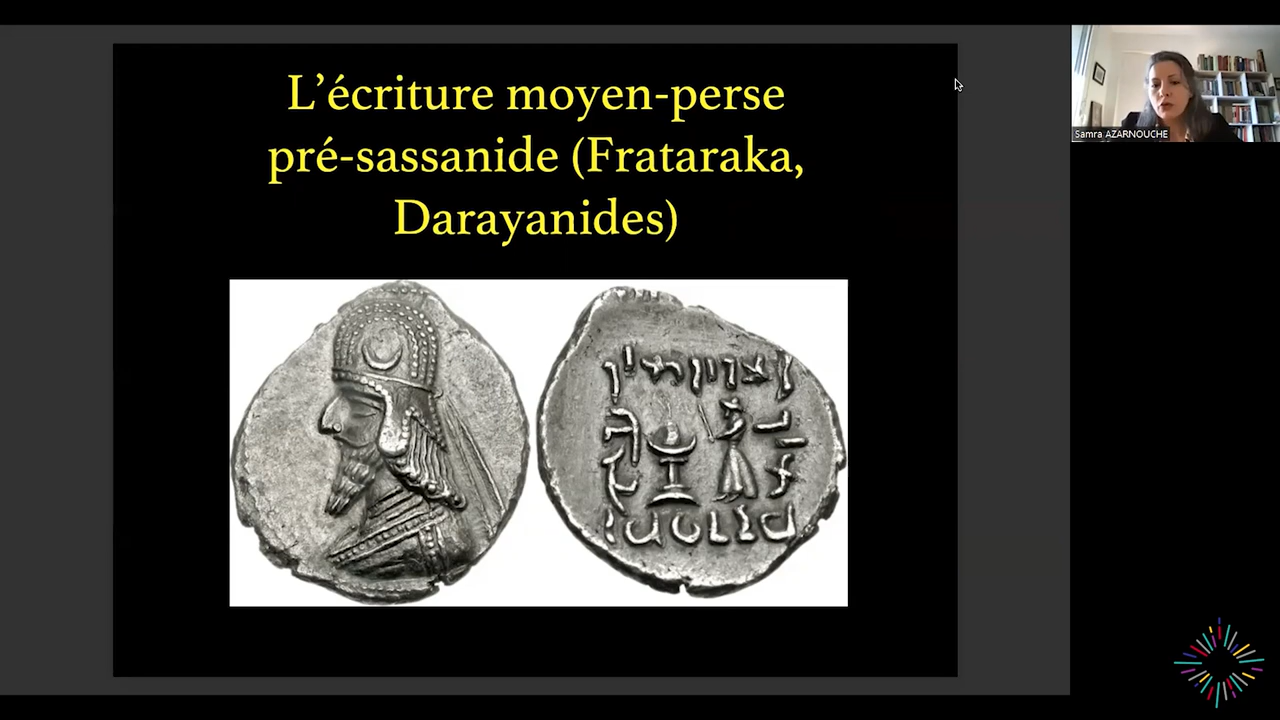 L’écriture moyen-perse
pré-sassanide (Frataraka,
Darayanides)
Samra AZARNOUCHE